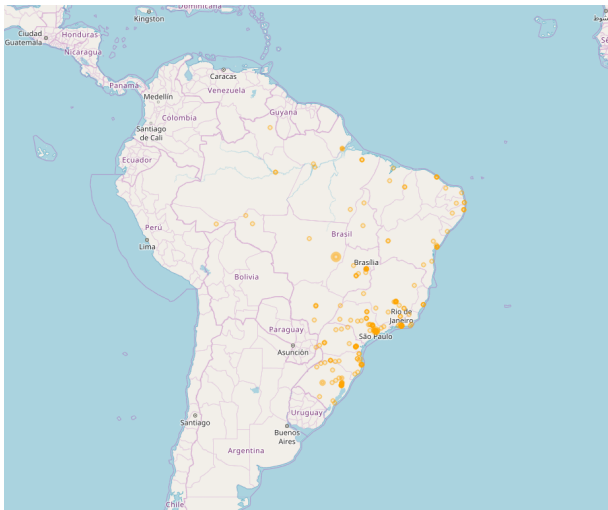 Dominicana
Kingston
Ciudad
Guatemala
Honduras
Nicaragua
Panamá
Caracas
Venezuela
Medellín
Guyana
Colombia
Santiago
de Cali
Ecuador
Perú
Lima
Brasil
Brasília
Bolivia
Rio de
Janeiro
São Paulo
Paraguay
Asunción
Uruguay
Santiago
Buenos
Aires
Argentina
Chile